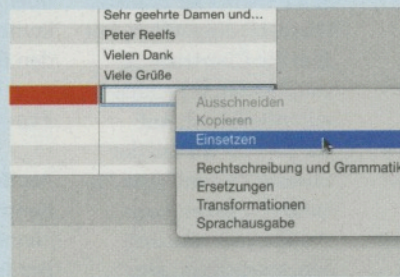 Sehr geehrte Damen und...
Peter Reelfs
Vielen Dank
Viele Grüße
Ausschneiden
Kopieren
Einsetzen
Rechtschreibung und Grammatik
Ersetzungen
Transformationen
Sprachausgabe